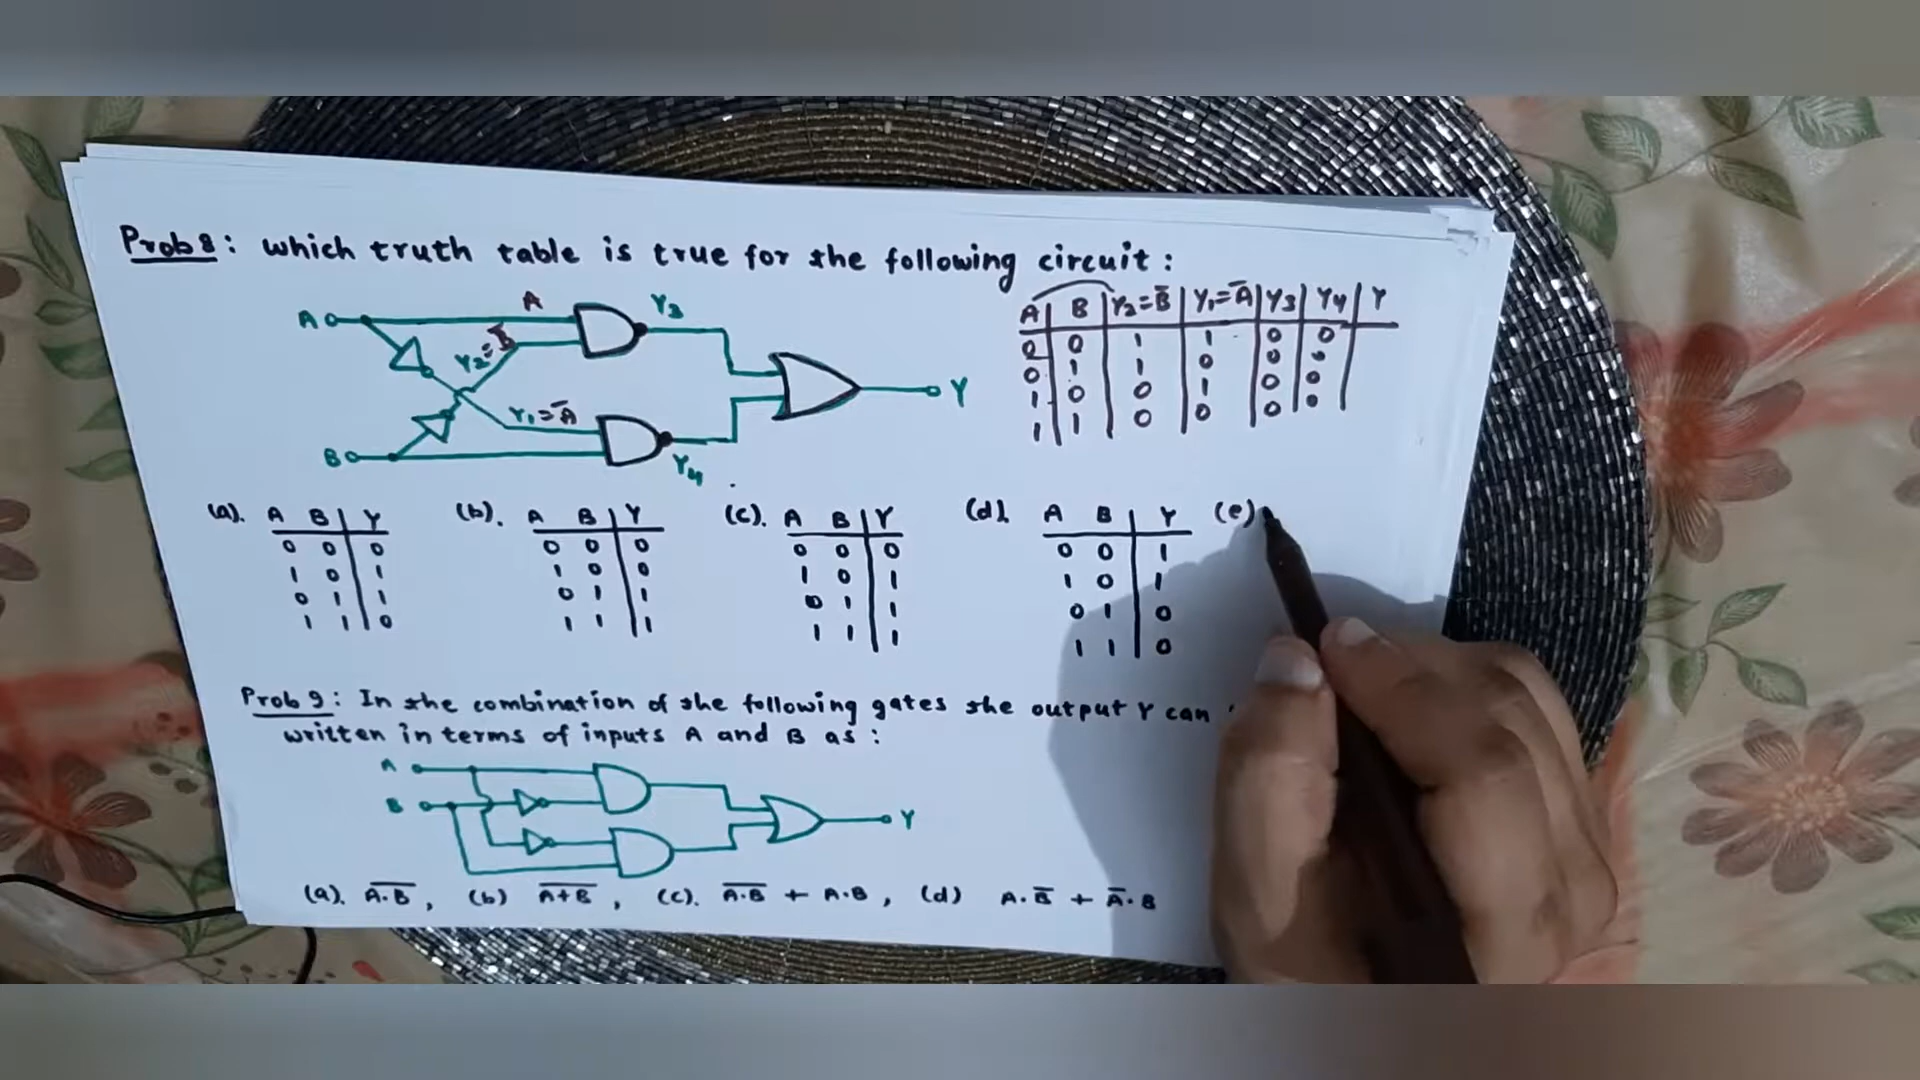 Prob 8: which truth table is true for the following circuit:
A
A
Y₃
Y₂ =
Y₁ = A̅
B
Y₄
Y
A B Y₂=B̅ Y₁=A̅ Y₃ Y₄ Y
0 0 1 1 0 0
0 1 1 0 0
1 0 0 1 0
1 1 0 0 0
(a). A B Y
0 0 0
1 0 1
0 1 1
1 1 0
(b). A B Y
0 0 0
1 0 0
0 1 1
1 1 1
(c). A B Y
0 0 0
1 0 1
0 1 1
1 1 1
(d). A B Y
0 0 1
1 0 1
0 1 0
1 1 0
(e)
Prob 9: In the combination of the following gates the output Y can
written in terms of inputs A and B as:
A
B
Y
(a). \overline{A.B}, (b) \overline{A+B}, (c). \overline{A.B} + A.B, (d) A.B̅ + A̅.B